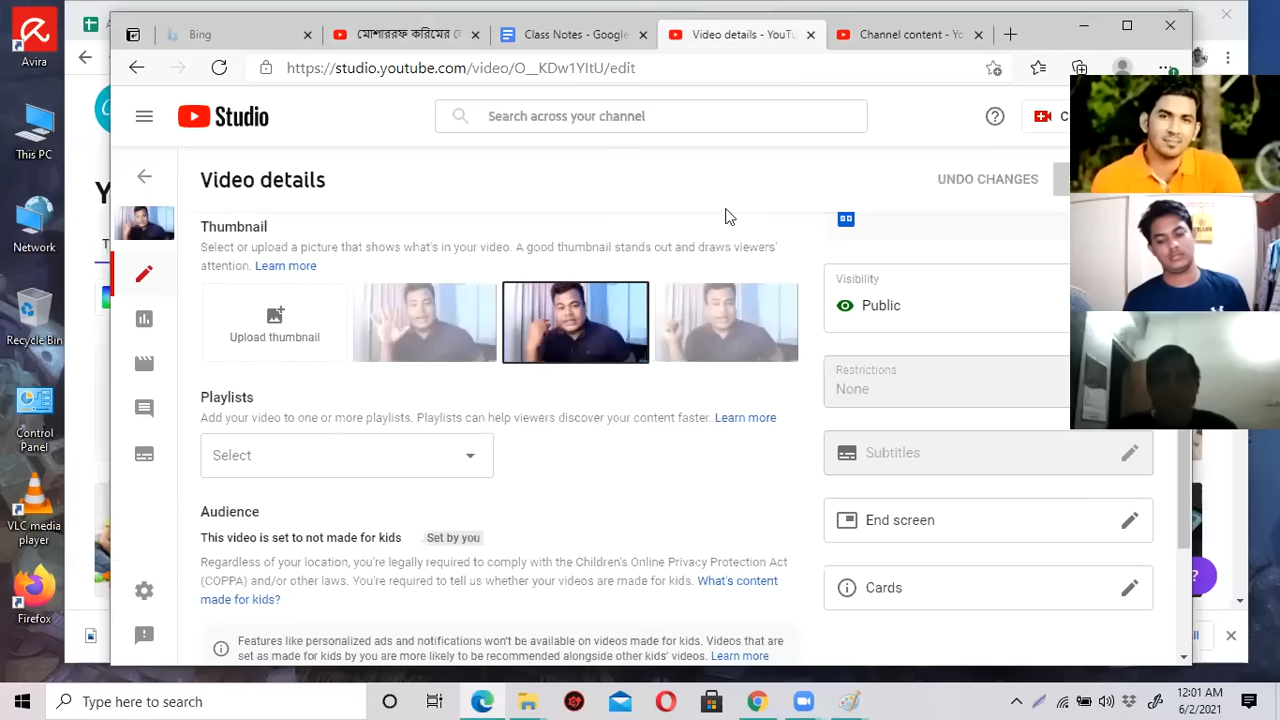 Avira
This PC
Network
Recycle Bin
Control
Panel
VLC media
player
Firefox
Bing
Class Notes - Google
Video details - YouTu
Channel content - Yo
https://studio.youtube.com/video/O__KDw1YItU/edit
Studio
Search across your channel
Video details
UNDO CHANGES
Thumbnail
Select or upload a picture that shows what's in your video. A good thumbnail stands out and draws viewers'
attention. Learn more
Upload thumbnail
Playlists
Add your video to one or more playlists. Playlists can help viewers discover your content faster. Learn more
Select
Audience
This video is set to not made for kids Set by you
Regardless of your location, you're legally required to comply with the Children's Online Privacy Protection Act
(COPPA) and/or other laws. You're required to tell us whether your videos are made for kids. What's content
made for kids?
Features like personalized ads and notifications won't be available on videos made for kids. Videos that are
set as made for kids by you are more likely to be recommended alongside other kids' videos. Learn more
SD
Visibility
Public
Restrictions
None
Subtitles
End screen
Cards
Type here to search
12:01 AM
6/2/2021